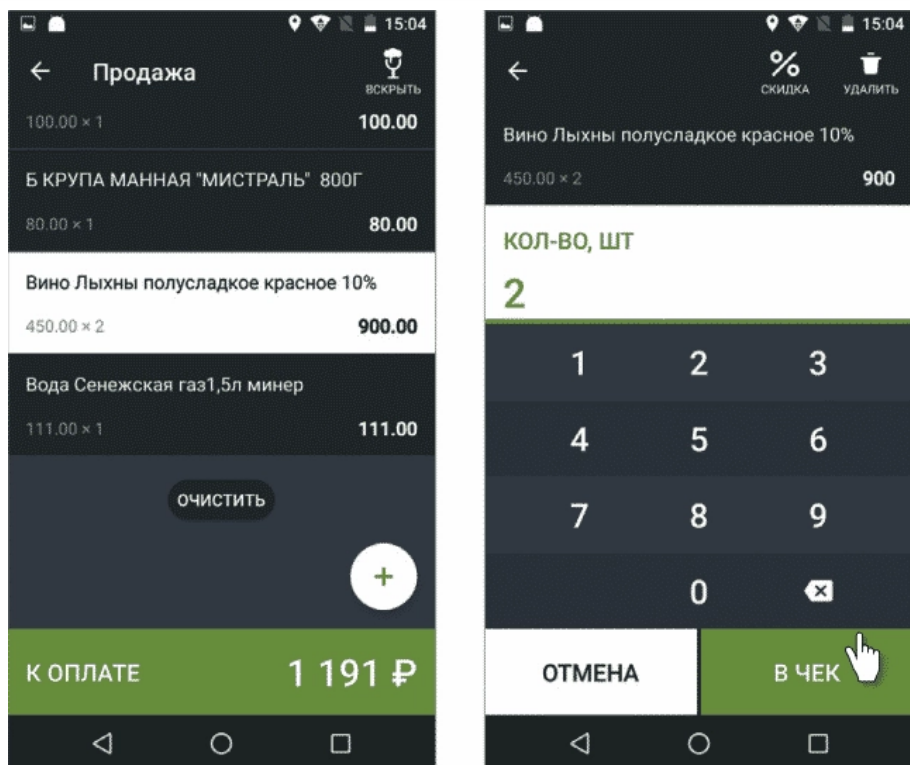 15:04
Продажа
ВСКРЫТЬ
100.00 × 1
100.00
Б КРУПА МАННАЯ "МИСТРАЛЬ" 800Г
80.00 × 1
80.00
Вино Лыхны полусладкое красное 10%
450.00 × 2
900.00
Вода Сенежская газ1,5л минер
111.00 × 1
111.00
ОЧИСТИТЬ
+
К ОПЛАТЕ
1 191 ₽
15:04
%
СКИДКА
УДАЛИТЬ
Вино Лыхны полусладкое красное 10%
450.00 × 2
900
КОЛ-ВО, ШТ
2
1 2 3
4 5 6
7 8 9
0
ОТМЕНА
В ЧЕК